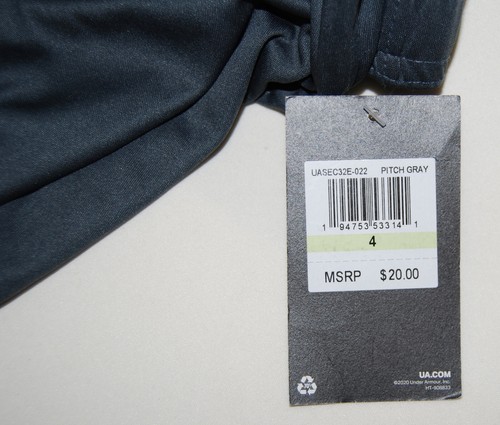 UASEC32E-022 PITCH GRAY
1 94753 53314 1
4
MSRP $20.00
UA.COM
©2020 Under Armour, Inc.